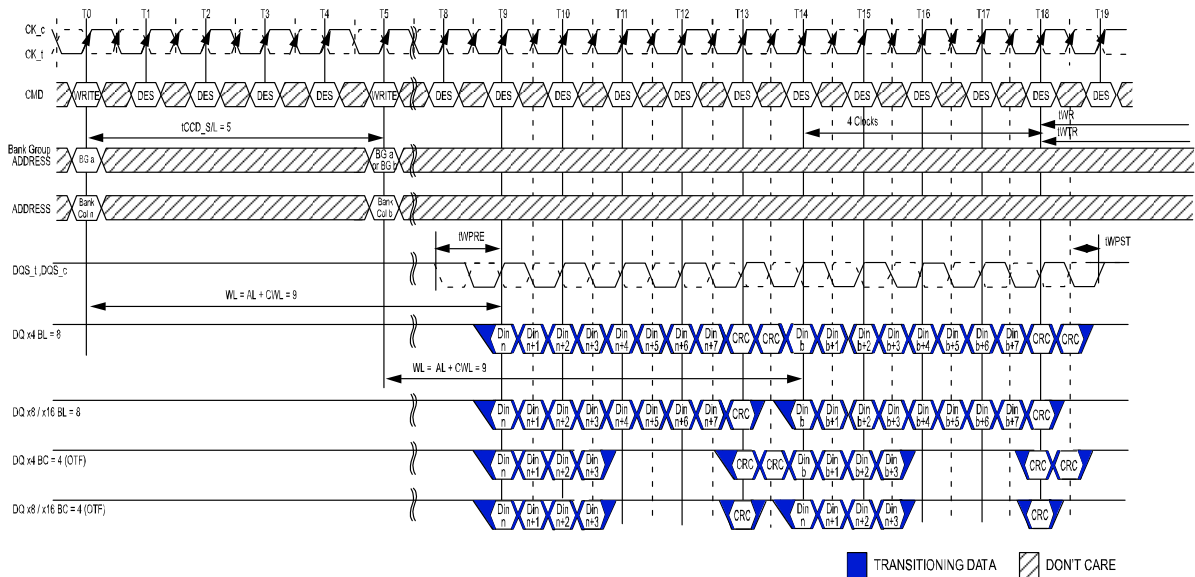 T0 T1 T2 T3 T4 T5 T8 T9 T10 T11 T12 T13 T14 T15 T16 T17 T18 T19
CK_c
CK_t
CMD WRITE DES DES DES DES WRITE DES DES DES DES DES DES DES DES DES DES DES DES
tCCD_S/L = 5
4 Clocks
tWR
tWTR
Bank Group
ADDRESS
BG a
BG a
or BG b
ADDRESS
Bank
Col n
Bank
Col b
tWPRE
tWPST
DQS_t ,DQS_c
WL = AL + CWL = 9
DQ x4 BL = 8
Din Din Din Din Din Din Din Din CRC CRC Din Din Din Din Din Din Din Din CRC CRC
n n+1 n+2 n+3 n+4 n+5 n+6 n+7 b b+1 b+2 b+3 b+4 b+5 b+6 b+7
WL = AL + CWL = 9
DQ x8 / x16 BL = 8
Din Din Din Din Din Din Din Din CRC Din Din Din Din Din Din Din Din CRC
n n+1 n+2 n+3 n+4 n+5 n+6 n+7 b b+1 b+2 b+3 b+4 b+5 b+6 b+7
DQ x4 BC = 4 (OTF)
Din Din Din Din CRC CRC Din Din Din Din CRC CRC
n n+1 n+2 n+3 b b+1 b+2 b+3
DQ x8 / x16 BC = 4 (OTF)
Din Din Din Din CRC Din Din Din Din CRC
n n+1 n+2 n+3 b b+1 b+2 b+3
TRANSITIONING DATA
DON'T CARE